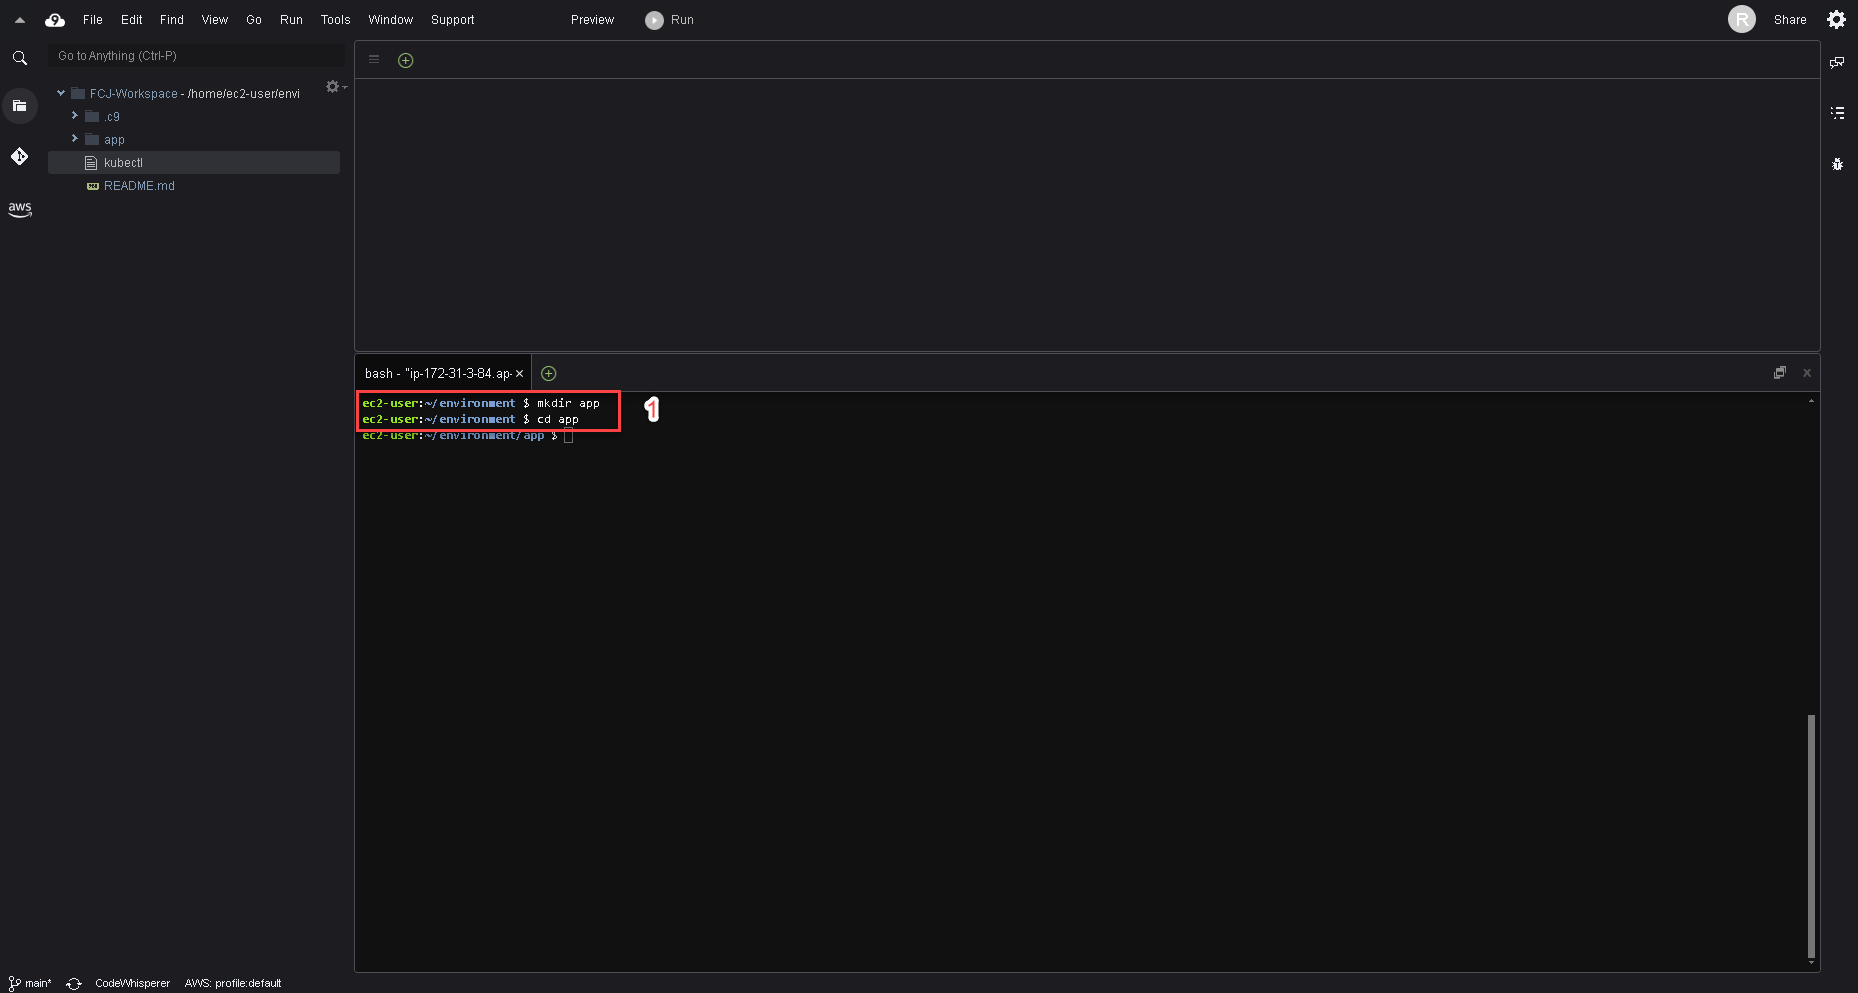 9 File Edit Find View Go Run Tools Window Support Preview Run R Share
Go to Anything (Ctrl-P)
FCJ-Workspace - /home/ec2-user/envi
.c9
app
kubectl
README.md
aws
bash - "ip-172-31-3-84.ap-
ec2-user:~/environment $ mkdir app
1
ec2-user:~/environment $ cd app
ec2-user:~/environment/app $
main* CodeWhisperer AWS: profile:default